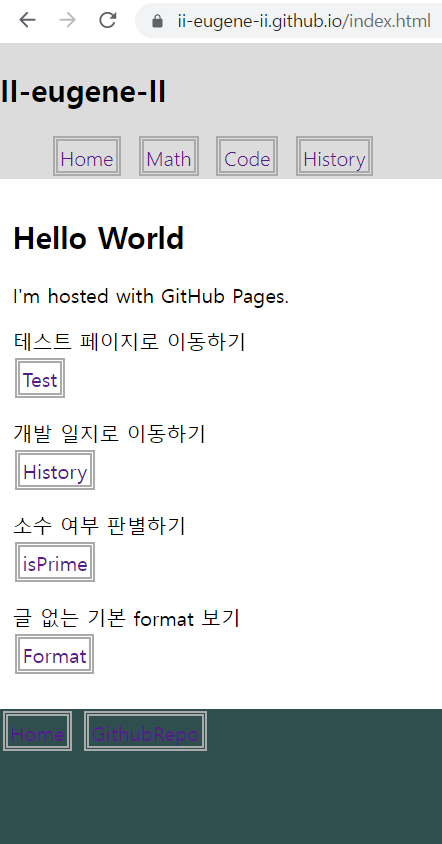 ii-eugene-ii.github.io/index.html
II-eugene-II
Home Math Code History
Hello World
I'm hosted with GitHub Pages.
테스트 페이지로 이동하기
Test
개발 일지로 이동하기
History
소수 여부 판별하기
isPrime
글 없는 기본 format 보기
Format
Home GithubRepo